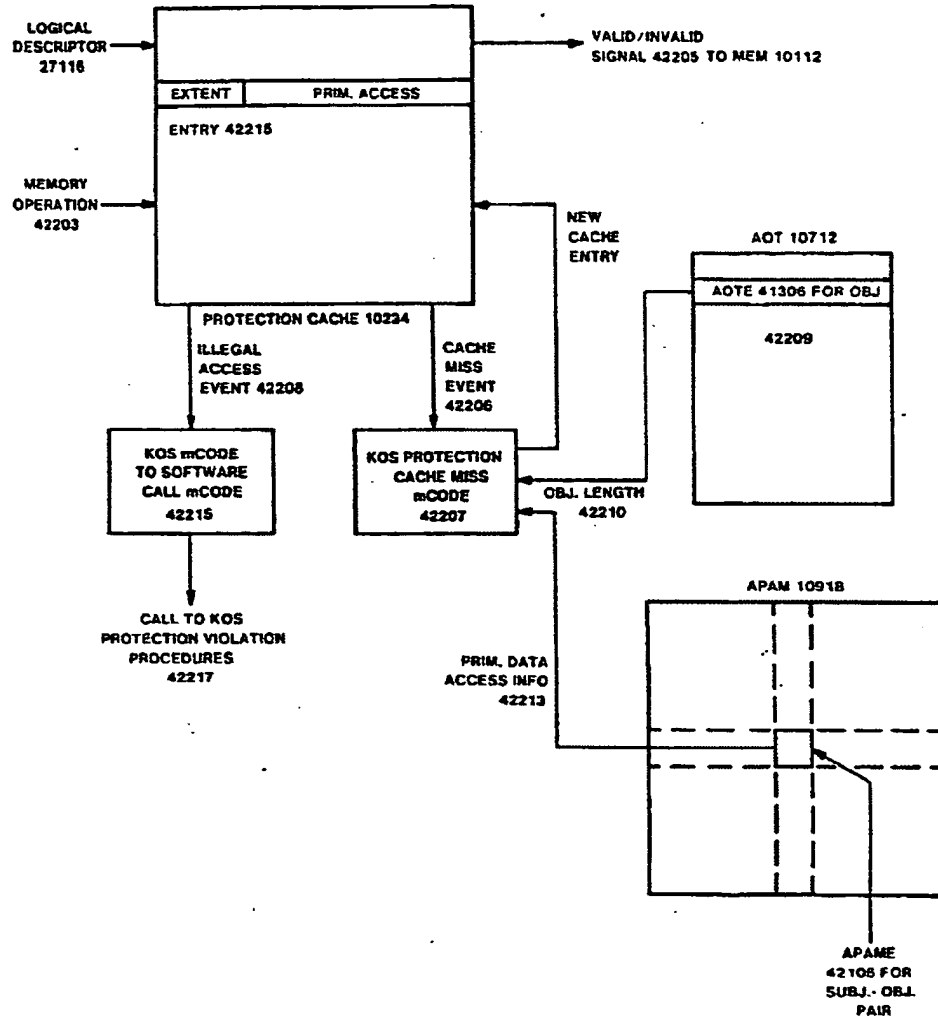 LOGICAL
DESCRIPTOR
27116
VALID/INVALID
SIGNAL 42205 TO MEM 10112
EXTENT
PRIM. ACCESS
ENTRY 42215
MEMORY
OPERATION
42203
NEW
CACHE
ENTRY
AOT 10712
AOTE 41306 FOR OBJ
42209
PROTECTION CACHE 10234
ILLEGAL
ACCESS
EVENT 42208
CACHE
MISS
EVENT
42206
KOS mCODE
TO SOFTWARE
CALL mCODE
42215
KOS PROTECTION
CACHE MISS
mCODE
42207
OBJ. LENGTH
42210
CALL TO KOS
PROTECTION VIOLATION
PROCEDURES
42217
APAM 10918
PRIM. DATA
ACCESS INFO
42213
APAME
42106 FOR
SUBJ.- OBJ.
PAIR